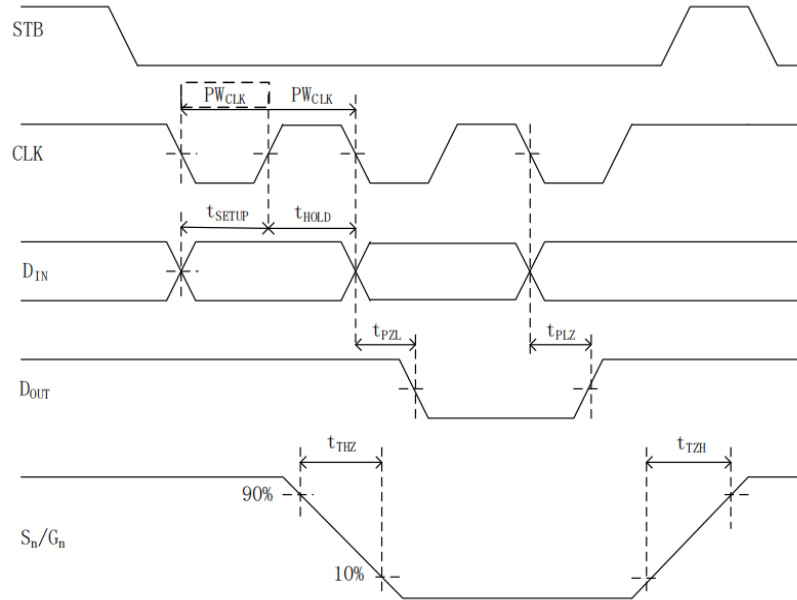 STB
PWCLK PWCLK
CLK
tSETUP tHOLD
DIN
tPZL tPLZ
DOUT
tTHZ tTZH
90%
Sn/Gn
10%